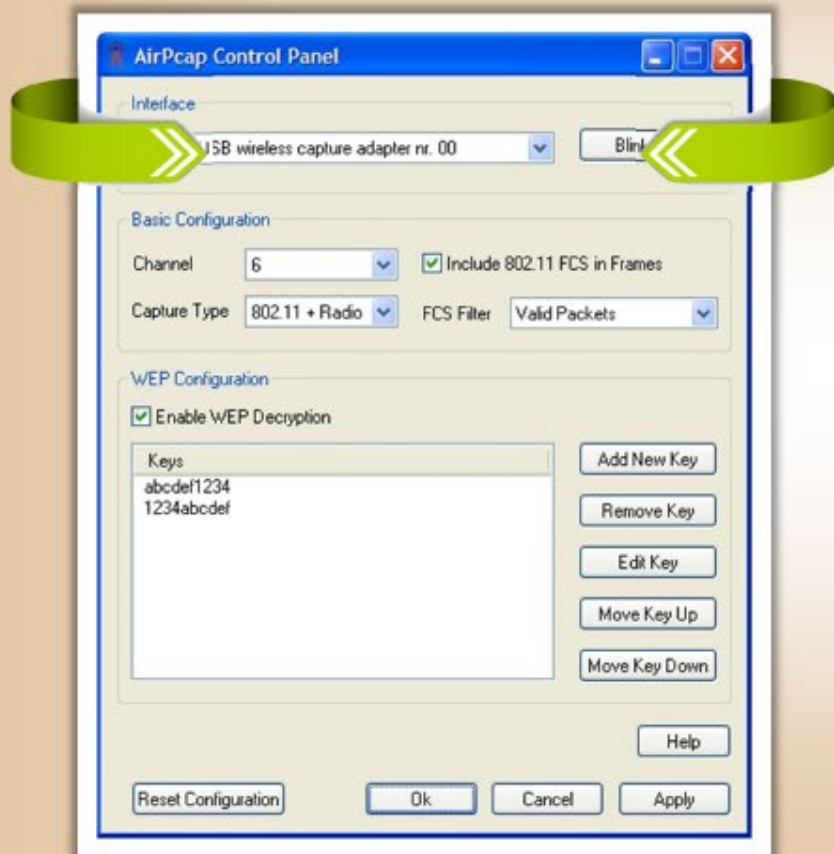 AirPcap Control Panel
Interface
wireless capture adapter nr. 00
Basic Configuration
Channel 6 Include 802.11 FCS in Frames
Capture Type 802.11 + Radio FCS Filter Valid Packets
WEP Configuration
Enable WEP Decryption
Keys
abcdef1234
1234abcdef
Add New Key
Remove Key
Edit Key
Move Key Up
Move Key Down
Help
Reset Configuration Ok Cancel Apply